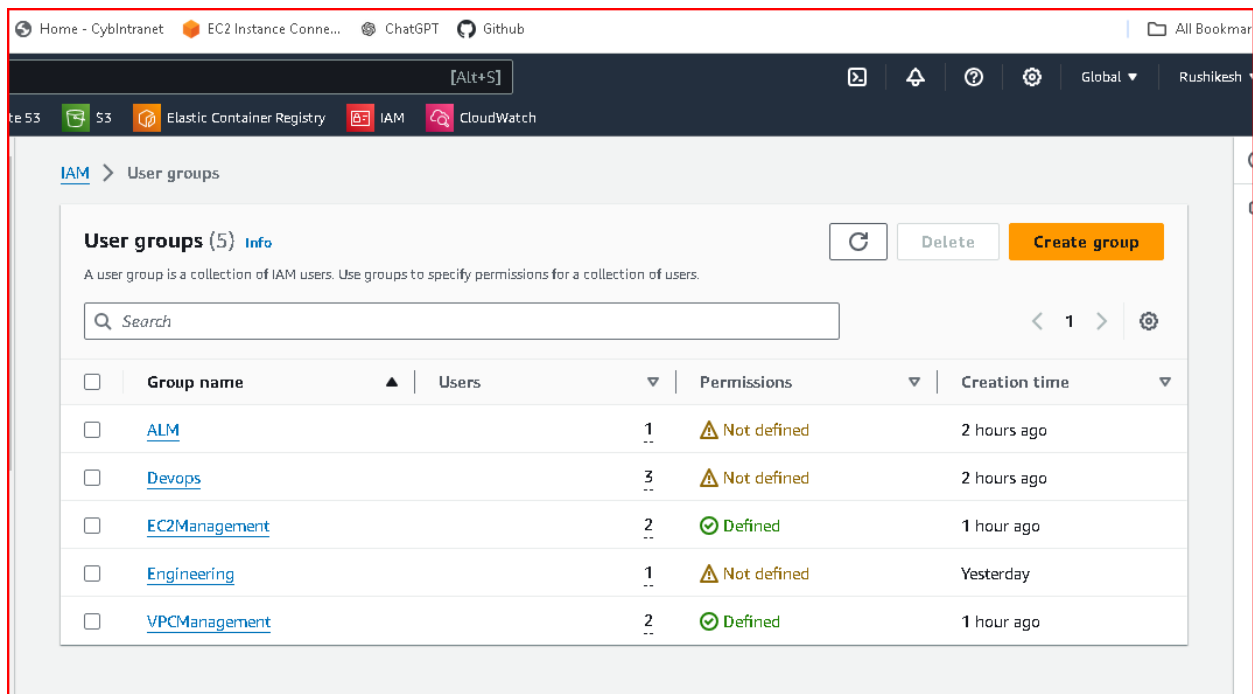 Home - CybIntranet EC2 Instance Conne... ChatGPT Github All Bookmar
[Alt+S] Global Rushikesh
te 53 S3 Elastic Container Registry IAM CloudWatch
IAM > User groups
User groups (5) Info Delete Create group
A user group is a collection of IAM users. Use groups to specify permissions for a collection of users.
Search < 1 >
Group name Users Permissions Creation time
ALM 1 Not defined 2 hours ago
Devops 3 Not defined 2 hours ago
EC2Management 2 Defined 1 hour ago
Engineering 1 Not defined Yesterday
VPCManagement 2 Defined 1 hour ago